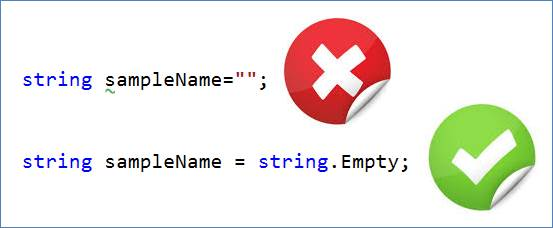 string sampleName="";
string sampleName = string.Empty;